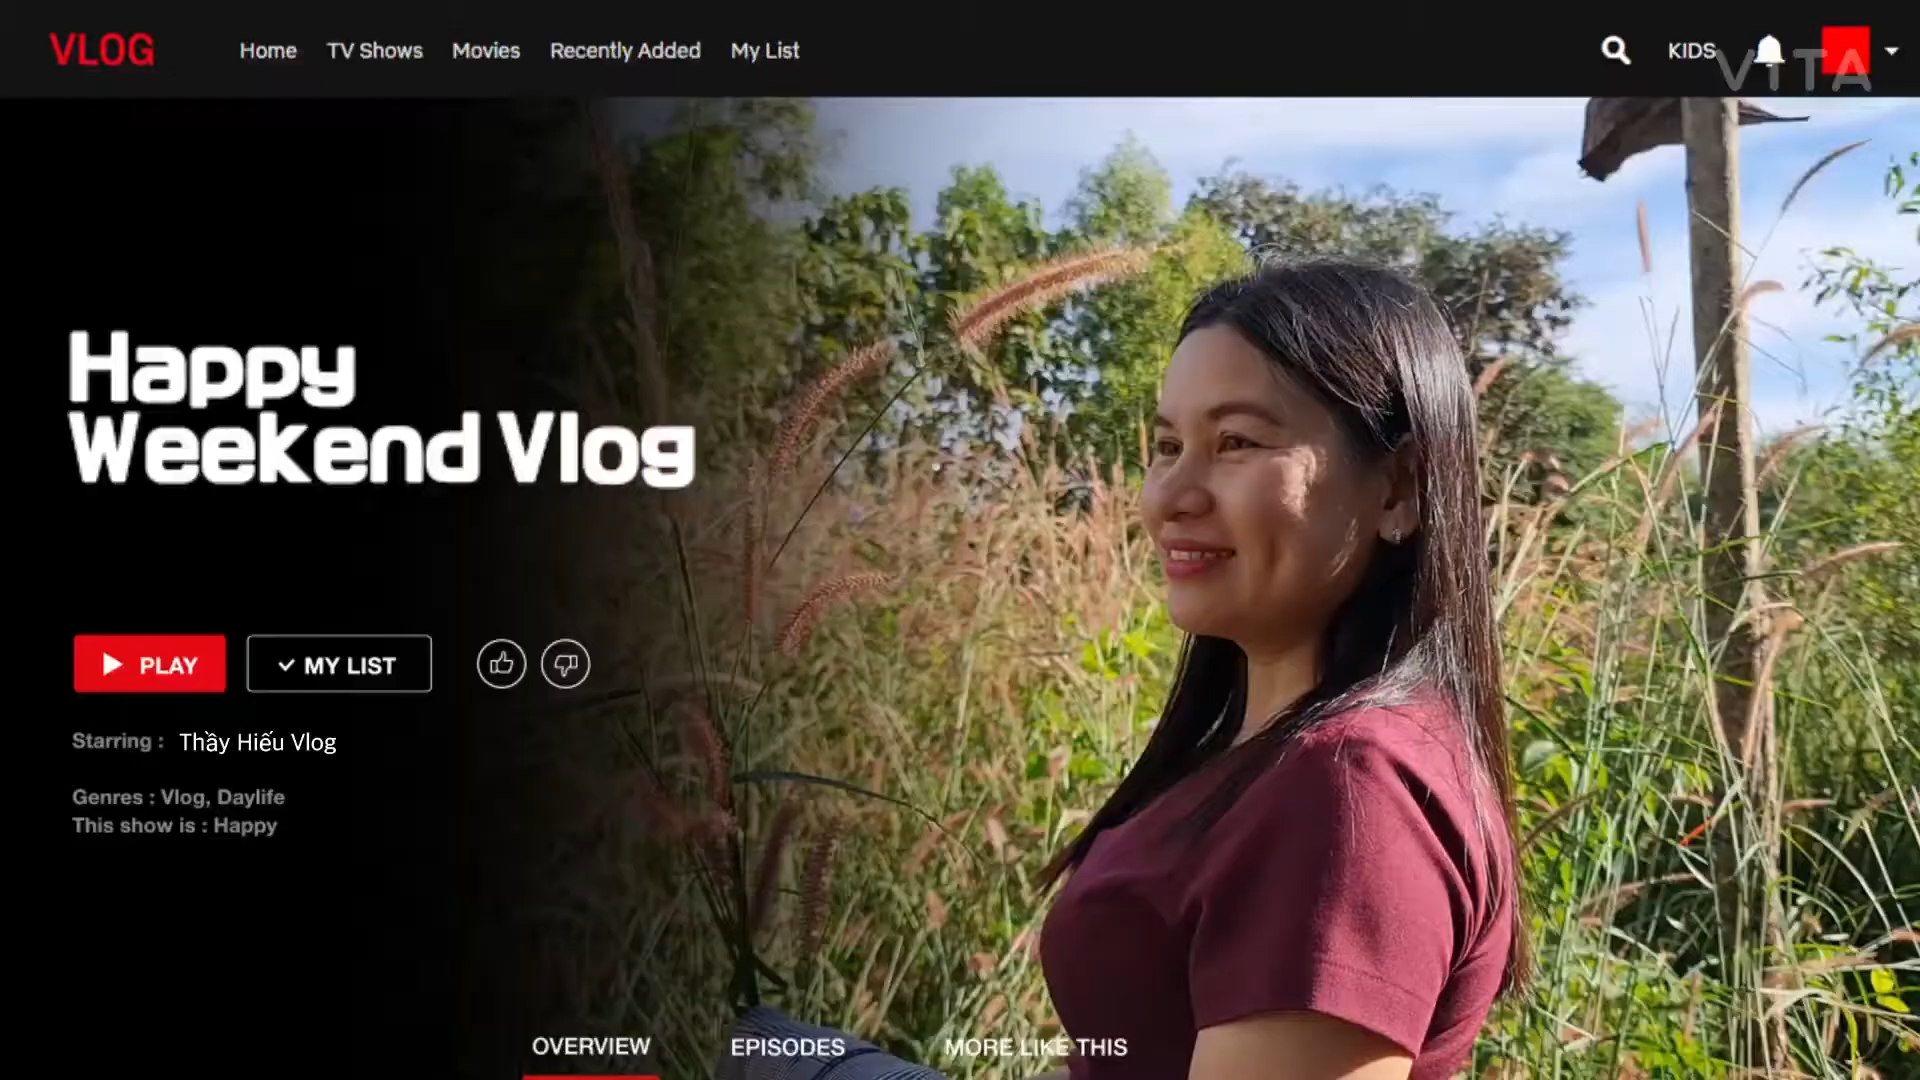 VLOG
Home TV Shows Movies Recently Added My List
KIDS
VITA
Happy
Weekend Vlog
PLAY
MY LIST
Starring : Thầy Hiếu Vlog
Genres : Vlog, Daylife
This show is : Happy
OVERVIEW EPISODES MORE LIKE THIS